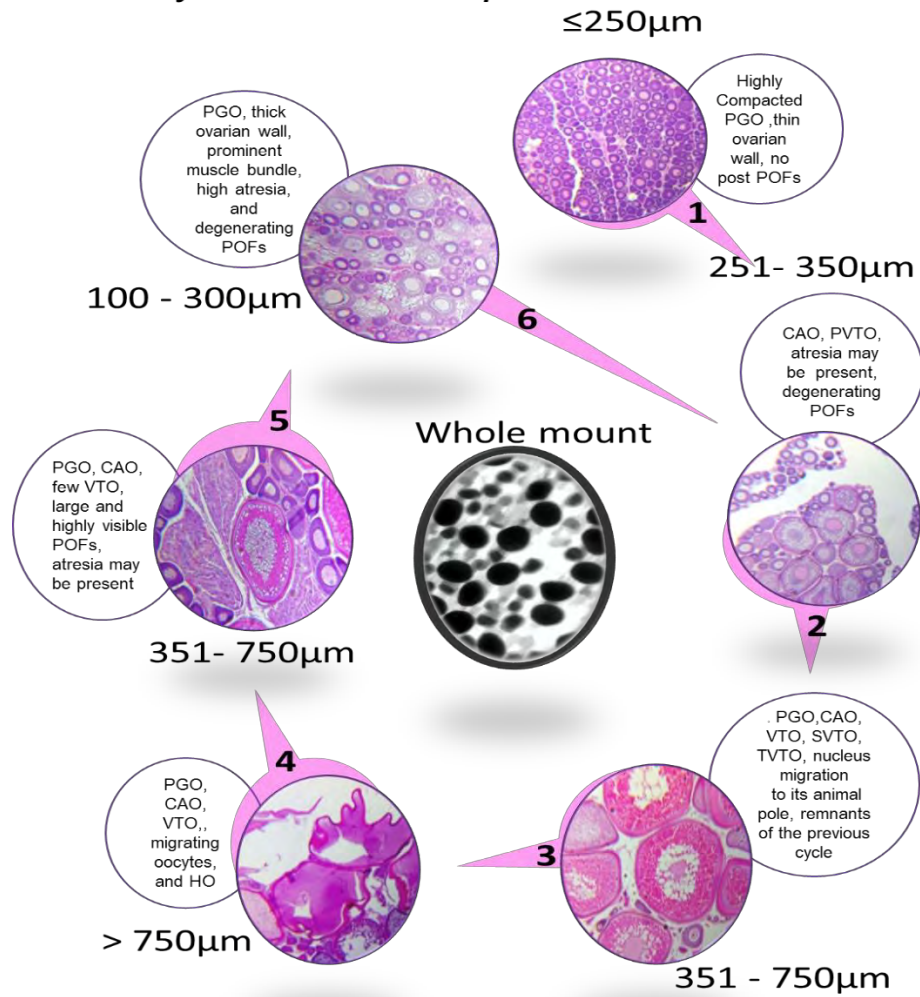 ≤250µm
Highly
Compacted
PGO ,thin
ovarian
wall, no
post POFs
1
251- 350µm
CAO, PVTO,
atresia may
be present,
degenerating
POFs
2
. PGO,CAO,
VTO, SVTO,
TVTO, nucleus
migration
to its animal
pole, remnants
of the previous
cycle
3
351 - 750µm
PGO,
CAO,
VTO,,
migrating
oocytes,
and HO
4
> 750µm
PGO, CAO,
few VTO,
large and
highly visible
POFs,
atresia may
be present
5
351- 750µm
PGO, thick
ovarian wall,
prominent
muscle bundle,
high atresia,
and
degenerating
POFs
6
100 - 300µm
Whole mount